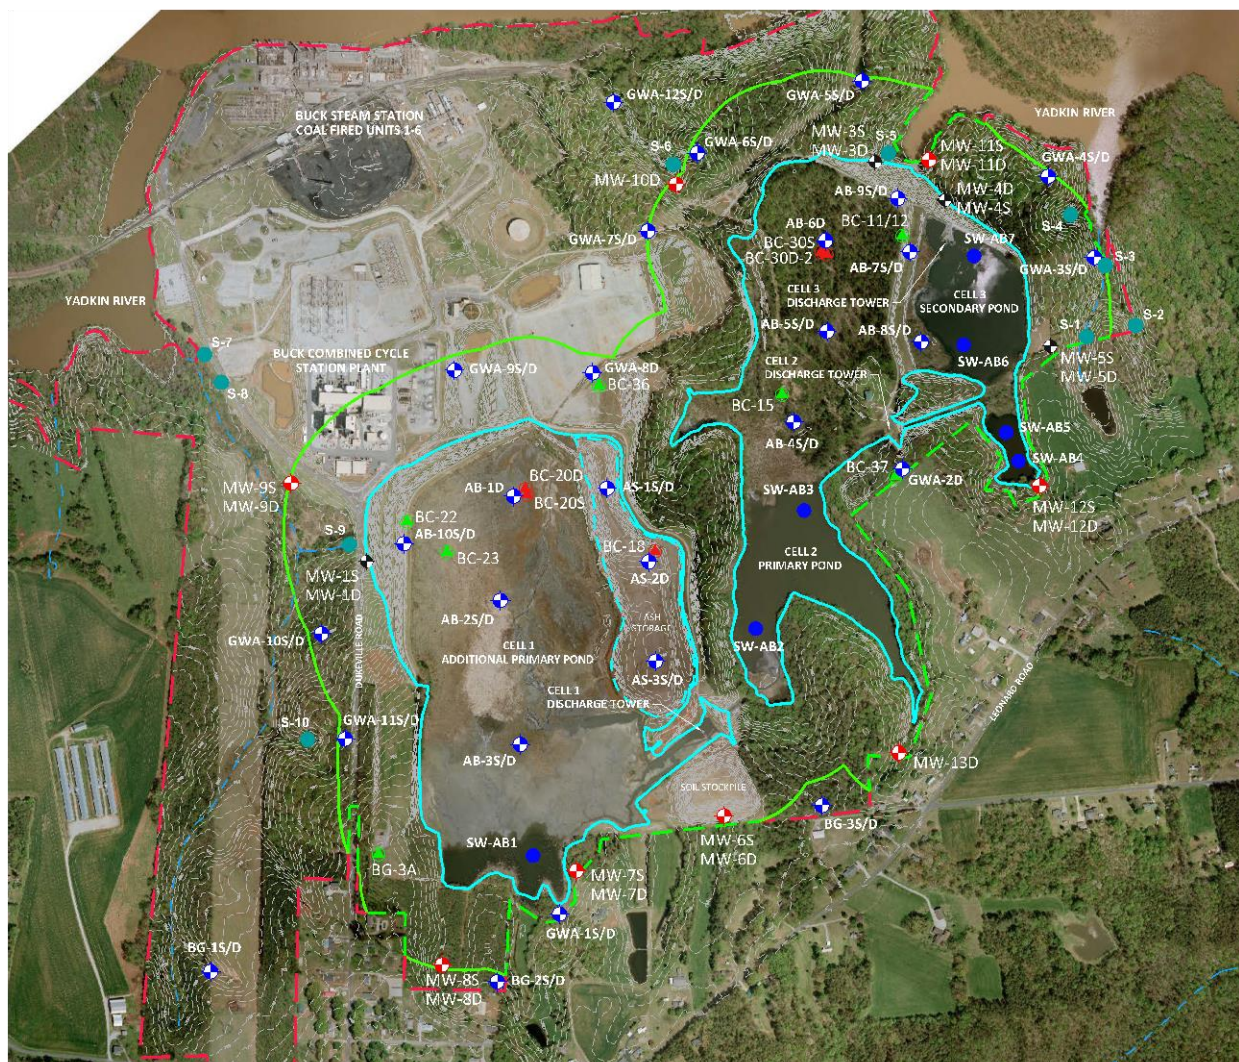 GWA-12S/D
GWA-5S/D
BUCK STEAM STATION
COAL FIRED UNITS 1-6
YADKIN RIVER
MW-3S
MW-3D
S-5
MW-11S
MW-11D
GWA-4S/D
GWA-6S/D
S-6
MW-10D
AB-9S/D
MW-4D
MW-4S
S-4
BC-11/12
AB-6D
BC-30S
BC-30D-2
GWA-7S/D
AB-7S/D
SW-AB7
GWA-3S/D
S-3
CELL 3
DISCHARGE TOWER
CELL 3
SECONDARY POND
YADKIN RIVER
AB-5S/D
AB-8S/D
S-1
S-2
S-7
BUCK COMBINED CYCLE
STATION PLANT
SW-AB6
MW-5S
MW-5D
CELL 2
DISCHARGE TOWER
GWA-9S/D
GWA-8D
BC-36
S-8
BC-15
AB-4S/D
SW-AB5
SW-AB4
BC-37
GWA-2D
MW-9S
MW-9D
AB-1D
BC-20D
BC-20S
AS-1S/D
SW-AB3
MW-12S
MW-12D
BC-22
AB-10S/D
BC-23
S-9
BC-18
AS-2D
CELL 2
PRIMARY POND
MW-1S
MW-1D
AB-2S/D
ASH
STORAGE
GWA-10S/D
DUKEVILLE ROAD
CELL 1
ADDITIONAL PRIMARY POND
SW-AB2
AS-3S/D
CELL 1
DISCHARGE TOWER
LEONARD ROAD
S-10
GWA-11S/D
AB-3S/D
MW-13D
SOIL STOCKPILE
BG-3S/D
MW-6S
MW-6D
SW-AB1
BG-3A
MW-7S
MW-7D
GWA-1S/D
BG-1S/D
MW-8S
MW-8D
BG-2S/D